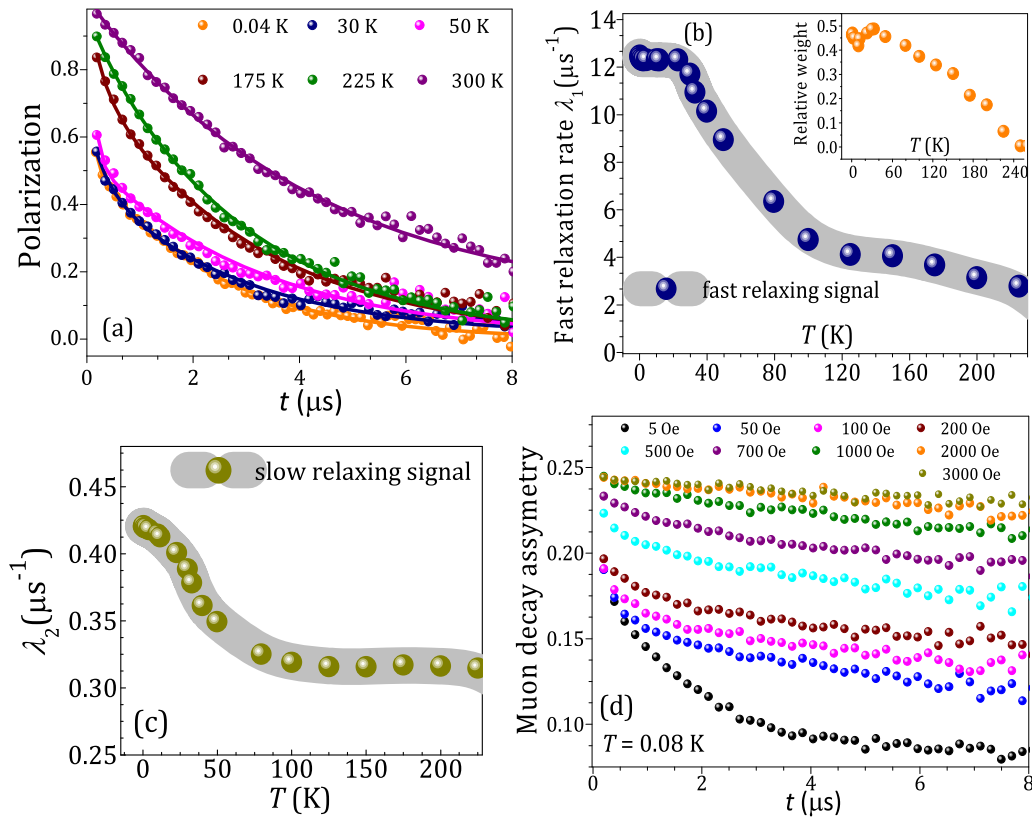 0.04 K 30 K 50 K
175 K 225 K 300 K
Polarization
0.8
0.6
0.4
0.2
0.0
(a)
0 2 4 6 8
t (μs)
Fast relaxation rate λ₁(μs⁻¹)
14
12
10
8
6
4
2
0
(b)
fast relaxing signal
T (K)
0 40 80 120 160 200
Relative weight
0.5
0.4
0.3
0.2
0.1
0.0
T (K)
0 60 120 180 240
slow relaxing signal
λ₂(μs⁻¹)
0.45
0.40
0.35
0.30
0.25
(c)
0 50 100 150 200
T (K)
5 Oe 50 Oe 100 Oe 200 Oe
500 Oe 700 Oe 1000 Oe 2000 Oe
3000 Oe
Muon decay assymetry
0.25
0.20
0.15
0.10
(d)
T = 0.08 K
0 2 4 6 8
t (μs)